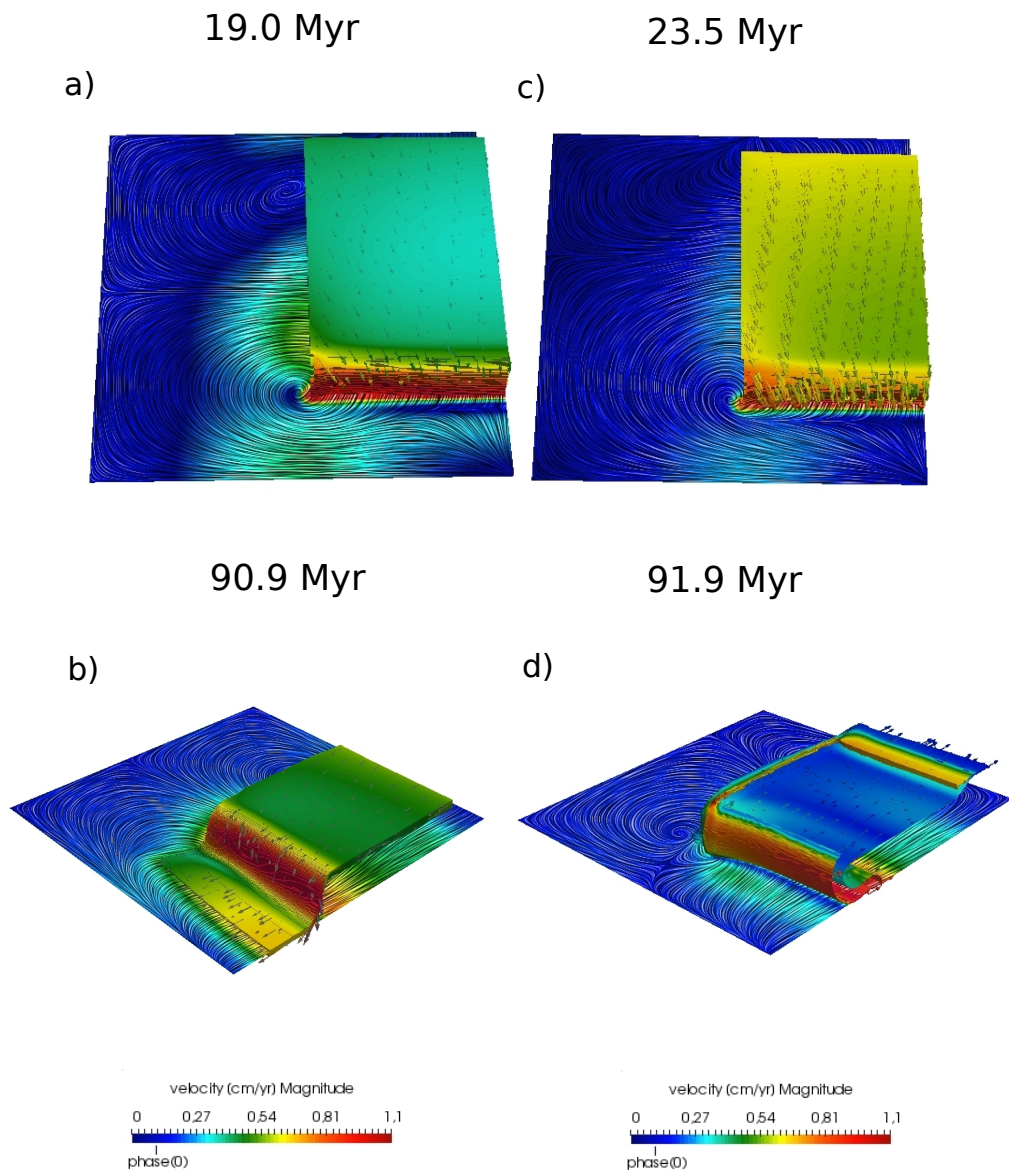 19.0 Myr 23.5 Myr
a) c)
90.9 Myr 91.9 Myr
b) d)
velocity (cm/yr) Magnitude velocity (cm/yr) Magnitude
0 0,27 0,54 0,81 1,1 0 0,27 0,54 0,81 1,1
phase(0) phase(0)